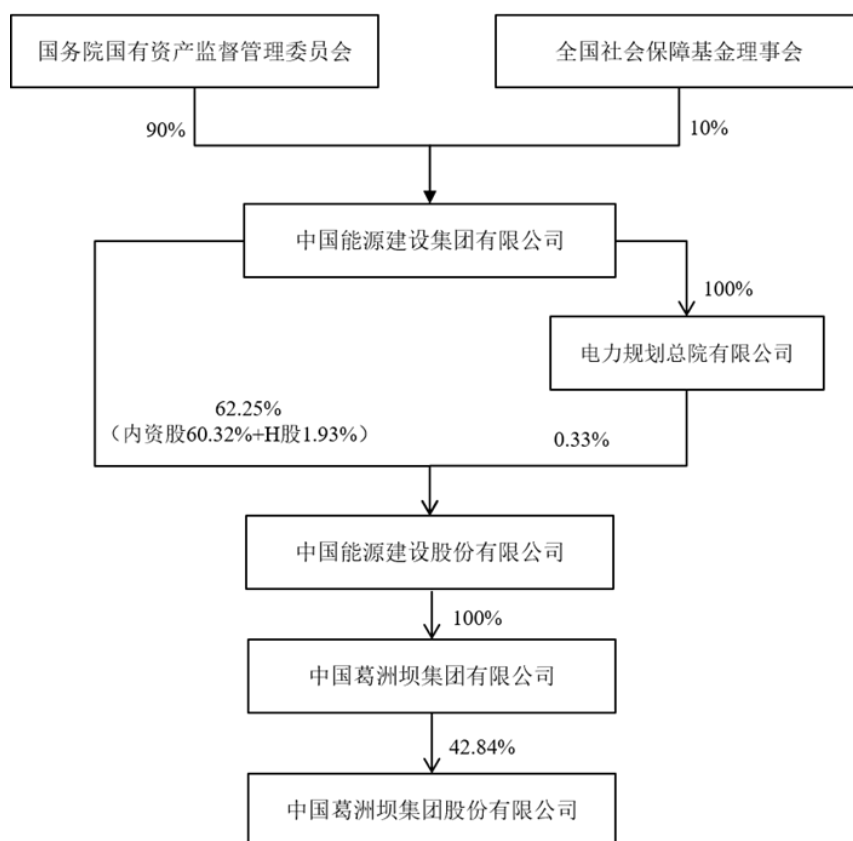 国务院国有资产监督管理委员会
全国社会保障基金理事会
90%
10%
中国能源建设集团有限公司
100%
电力规划总院有限公司
62.25%
（内资股60.32%+H股1.93%）
0.33%
中国能源建设股份有限公司
100%
中国葛洲坝集团有限公司
42.84%
中国葛洲坝集团股份有限公司